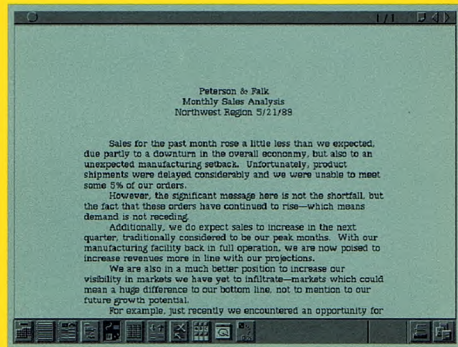 1/1
Peterson & Falk
Monthly Sales Analysis
Northwest Region 5/21/88
Sales for the past month rose a little less than we expected,
due partly to a downturn in the overall economy, but also to an
unexpected manufacturing setback. Unfortunately, product
shipments were delayed considerably and we were unable to meet
some 5% of our orders.
However, the significant message here is not the shortfall, but
the fact that these orders have continued to rise—which means
demand is not receding.
Additionally, we do expect sales to increase in the next
quarter, traditionally considered to be our peak months. With our
manufacturing facility back in full operation, we are now poised to
increase revenues more in line with our projections.
We are also in a much better position to increase our
visibility in markets we have yet to infiltrate—markets which could
mean a huge difference to our bottom line, not to mention to our
future growth potential.
For example, just recently we encountered an opportunity for